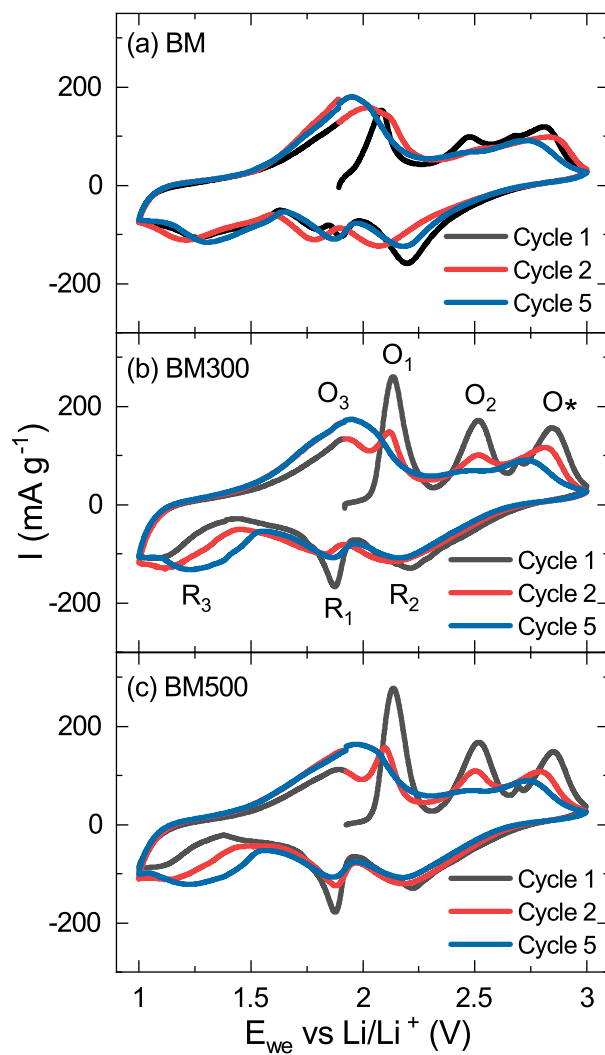 (a) BM
200
0
-200
Cycle 1
Cycle 2
Cycle 5
(b) BM300
O₁
O₃
O₂
O*
200
0
-200
R₃
R₁
R₂
Cycle 1
Cycle 2
Cycle 5
I (mA g⁻¹)
(c) BM500
200
0
-200
Cycle 1
Cycle 2
Cycle 5
1 1.5 2 2.5 3
E_we vs Li/Li⁺ (V)